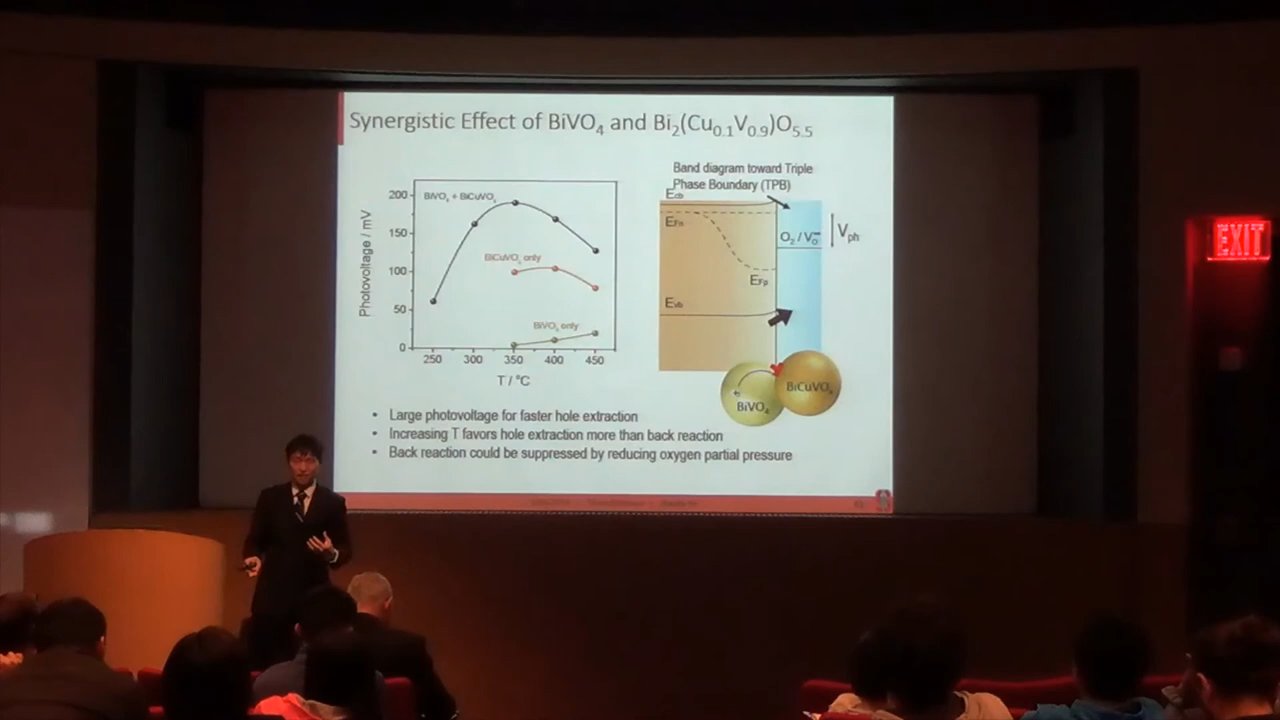 Synergistic Effect of BiVO4 and Bi2(Cu0.1V0.9)O5.5
Band diagram toward Triple
Phase Boundary (TPB)
Photovoltage / mV
200
150
100
50
0
BiVO4 + BiCuVOx
BiCuVOx only
BiVO4 only
250 300 350 400 450
T / °C
Ecb
EFn
O2 / VO
Vph
EFp
Evb
BiVO4
BiCuVOx
• Large photovoltage for faster hole extraction
• Increasing T favors hole extraction more than back reaction
• Back reaction could be suppressed by reducing oxygen partial pressure
EXIT